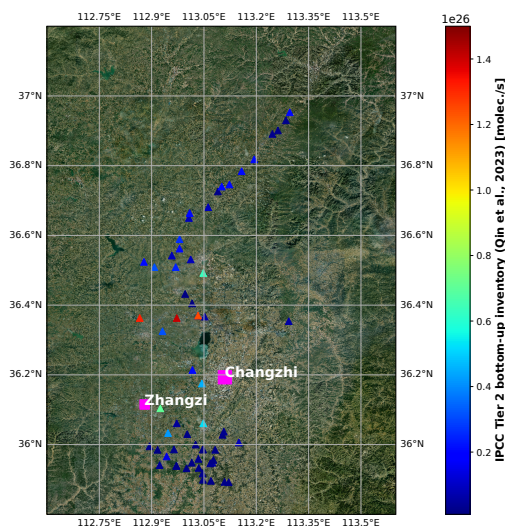 1e26
112.75°E 112.9°E 113.05°E 113.2°E 113.35°E 113.5°E
1.4
37°N 37°N
1.2
36.8°N 36.8°N
1.0
36.6°N 36.6°N
0.8
36.4°N 36.4°N
0.6
36.2°N 36.2°N
Changzhi
0.4
Zhangzi
36°N 36°N
0.2
112.75°E 112.9°E 113.05°E 113.2°E 113.35°E 113.5°E
IPCC Tier 2 bottom-up inventory (Qin et al., 2023) [molec./s]